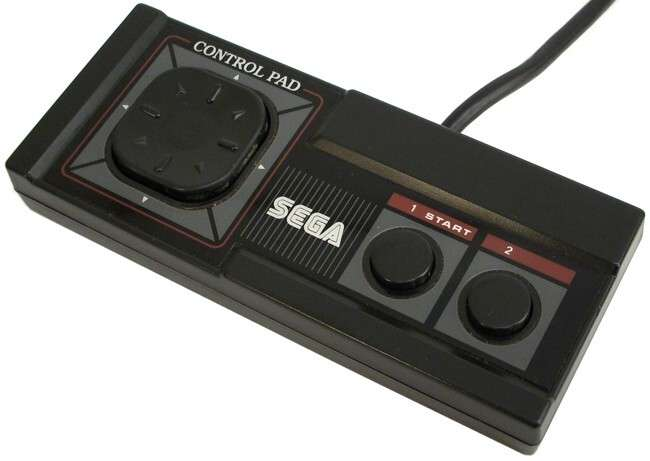 CONTROL PAD
SEGA
1 START
2